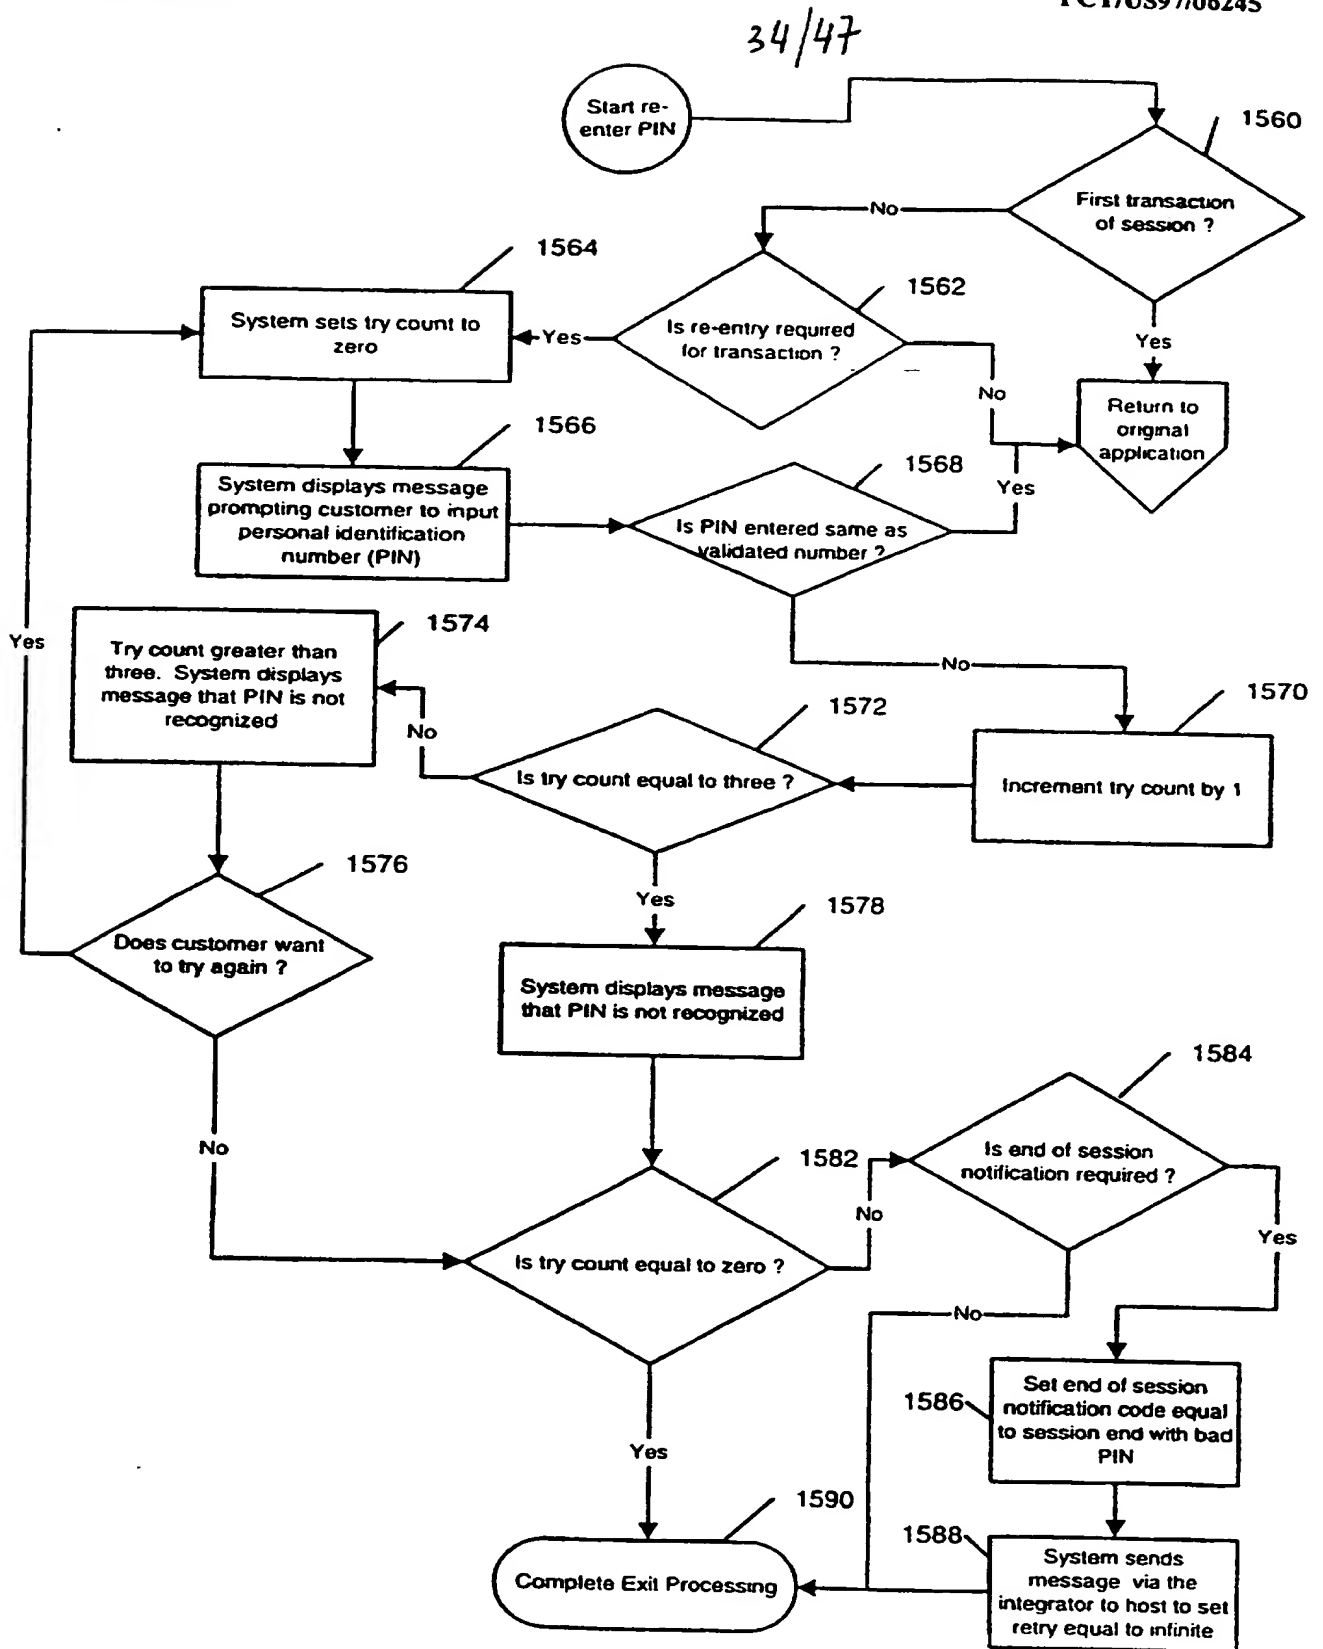 PCT/US97/06245
34/47
Start re-
enter PIN
1560
First transaction
of session ?
No
1564
1562
System sets try count to
zero
Yes
Is re-entry required
for transaction ?
Yes
No
Return to
original
application
1566
1568
System displays message
prompting customer to input
personal identification
number (PIN)
Is PIN entered same as
validated number ?
Yes
Yes
1574
Try count greater than
three. System displays
message that PIN is not
recognized
No
1570
No
1572
Is try count equal to three ?
Increment try count by 1
1576
Yes
1578
Does customer want
to try again ?
System displays message
that PIN is not recognized
1584
No
1582
Is end of session
notification required ?
No
Yes
Is try count equal to zero ?
No
1586
Set end of session
notification code equal
to session end with bad
PIN
Yes
1590
1588
Complete Exit Processing
System sends
message via the
integrator to host to set
retry equal to infinite